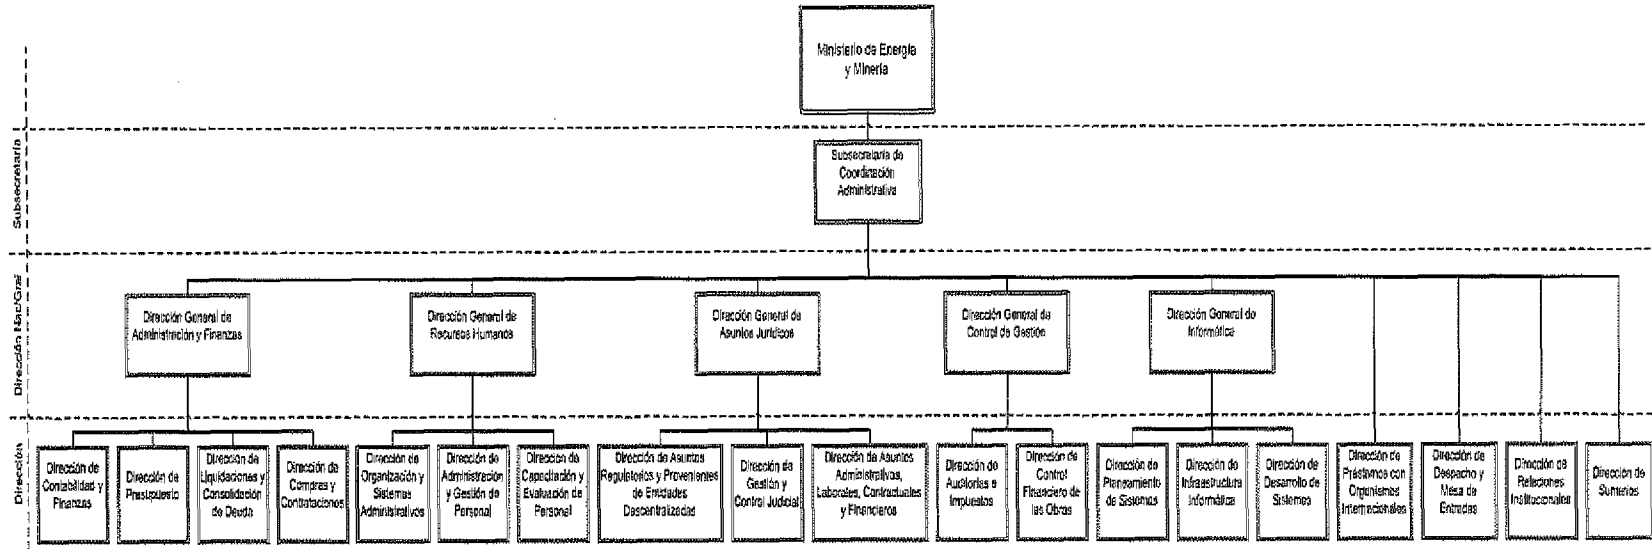 Ministerio de Energía
y Minería
Subsecretaría
Subsecretaría de
Coordinación
Administrativa
Dirección Nac/Gral
Dirección General de
Administración y Finanzas
Dirección General de
Recursos Humanos
Dirección General de
Asuntos Jurídicos
Dirección General de
Control de Gestión
Dirección General de
Informática
Dirección
Dirección de
Contabilidad y
Finanzas
Dirección de
Presupuesto
Dirección de
Liquidaciones y
Consolidación
de Deuda
Dirección de
Compras y
Contrataciones
Dirección de
Organización y
Sistemas
Administrativos
Dirección de
Administración
y Gestión de
Personal
Dirección de
Capacitación y
Evaluación de
Personal
Dirección de Asuntos
Regulatorios y Provenientes
de Entidades
Descentralizadas
Dirección de
Gestión y
Control Judicial
Dirección de Asuntos
Administrativos,
Laborales, Contractuales
y Financieros
Dirección de
Auditorías e
Impuestos
Dirección de
Control
Financiero de
las Obras
Dirección de
Planeamiento
de Sistemas
Dirección de
Infraestructura
Informática
Dirección de
Desarrollo de
Sistemas
Dirección de
Préstamos con
Organismos
Internacionales
Dirección de
Despacho y
Mesa de
Entradas
Dirección de
Relaciones
Institucionales
Dirección de
Sumarios